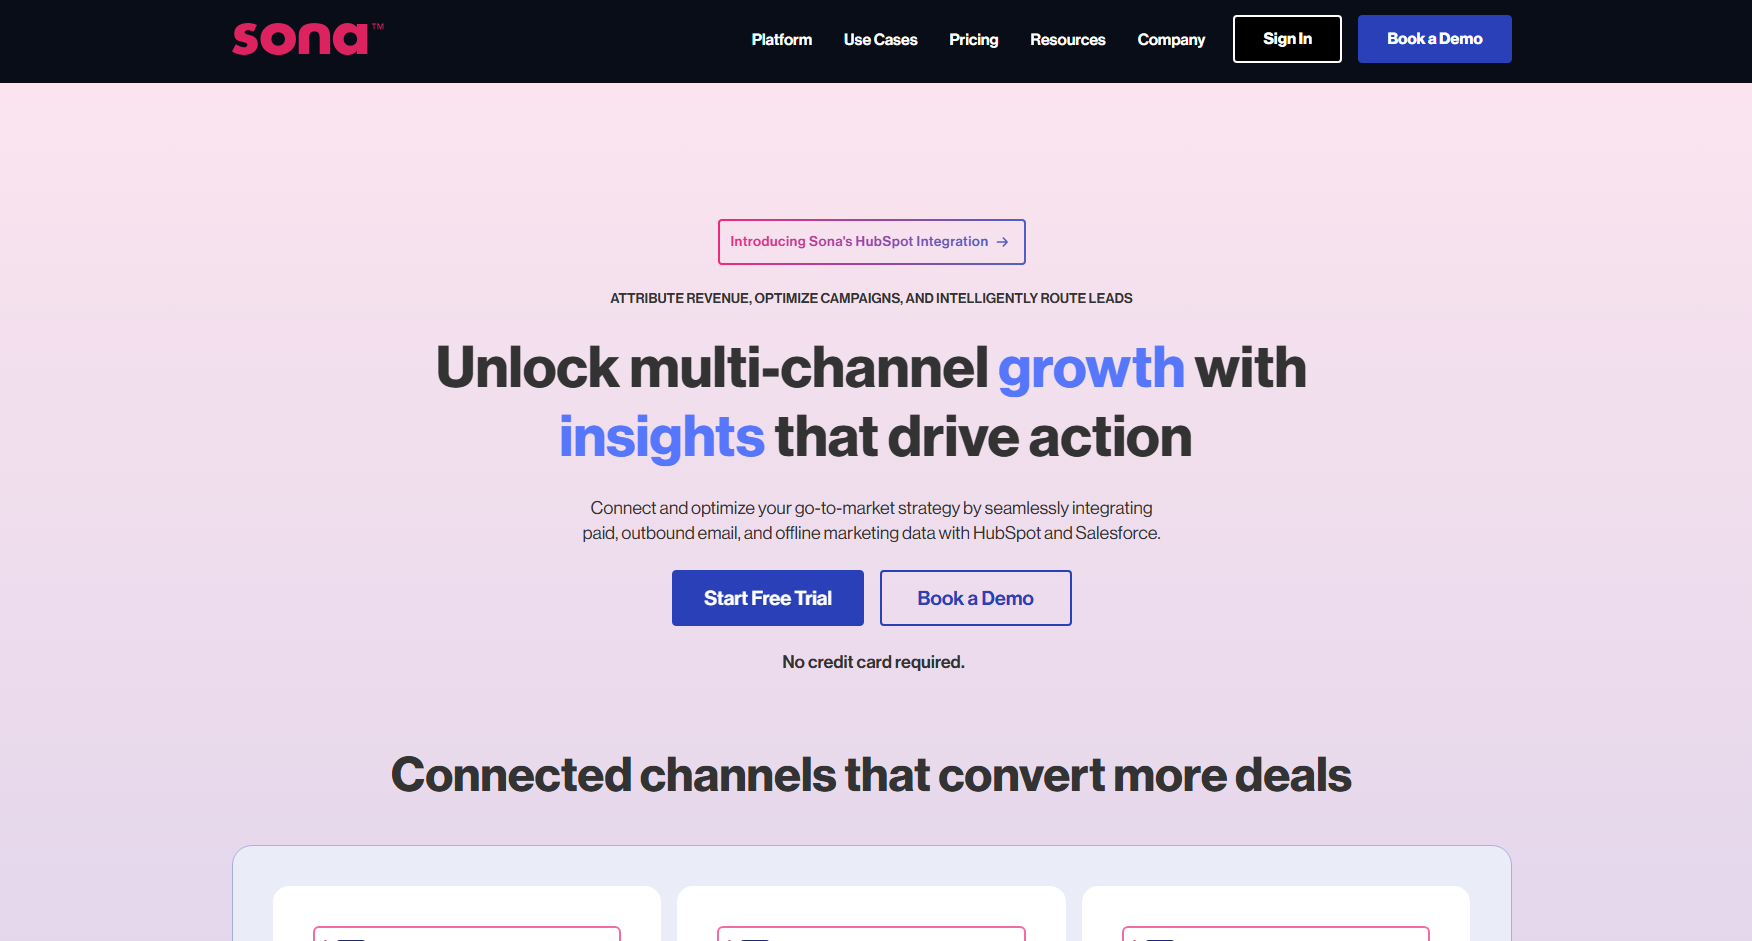 sona™
Platform
Use Cases
Pricing
Resources
Company
Sign In
Book a Demo
Introducing Sona's HubSpot Integration →
ATTRIBUTE REVENUE, OPTIMIZE CAMPAIGNS, AND INTELLIGENTLY ROUTE LEADS
Unlock multi-channel growth with
insights that drive action
Connect and optimize your go-to-market strategy by seamlessly integrating
paid, outbound email, and offline marketing data with HubSpot and Salesforce.
Start Free Trial
Book a Demo
No credit card required.
Connected channels that convert more deals